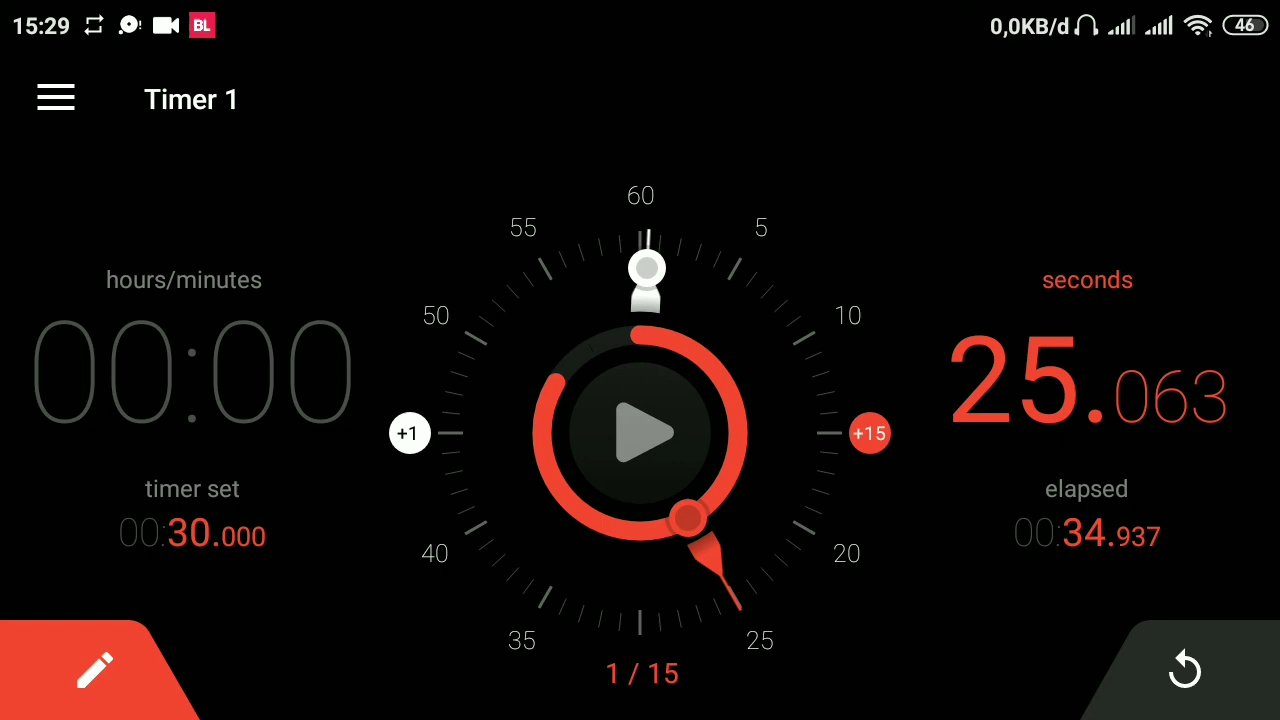 15:29 BL 0,0KB/d 46
Timer 1
60
55 5
hours/minutes seconds
50 10
00:00 25.063
+1 +15
timer set elapsed
00:30.000 00:34.937
40 20
35 25
1 / 15